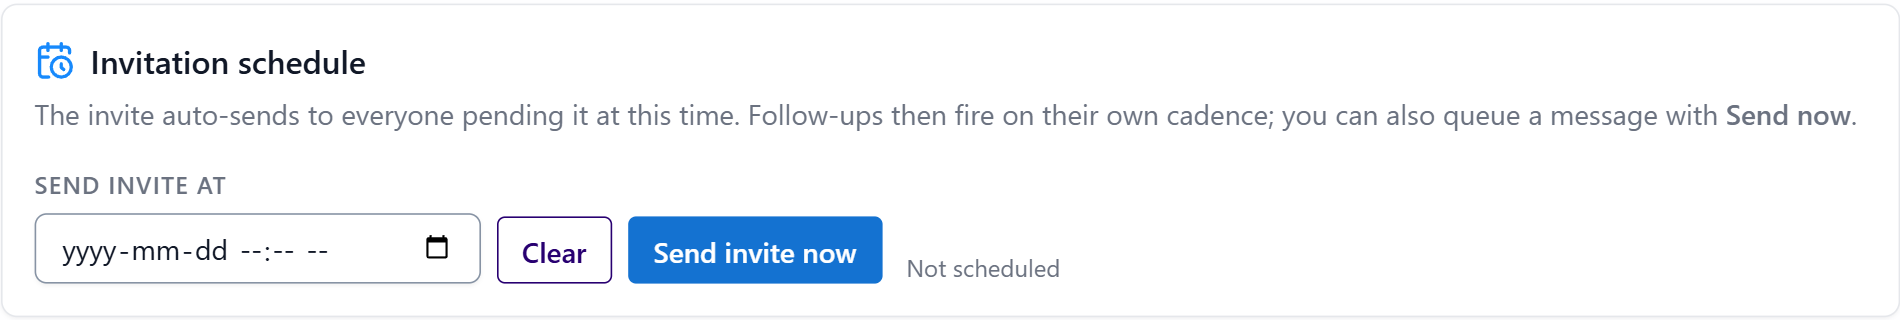 Invitation schedule
The invite auto-sends to everyone pending it at this time. Follow-ups then fire on their own cadence; you can also queue a message with Send now.
SEND INVITE AT
yyyy-mm-dd --:-- --
Clear
Send invite now
Not scheduled